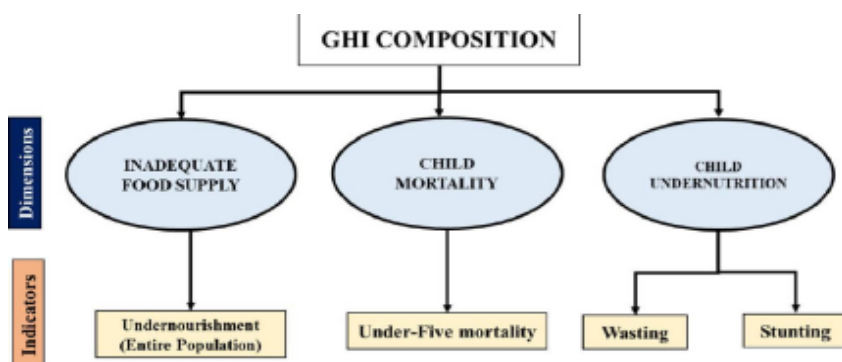 GHI COMPOSITION
Dimensions
INADEQUATE
FOOD SUPPLY
CHILD
MORTALITY
CHILD
UNDERNUTRITION
Indicators
Undernourishment
(Entire Population)
Under-Five mortality
Wasting
Stunting